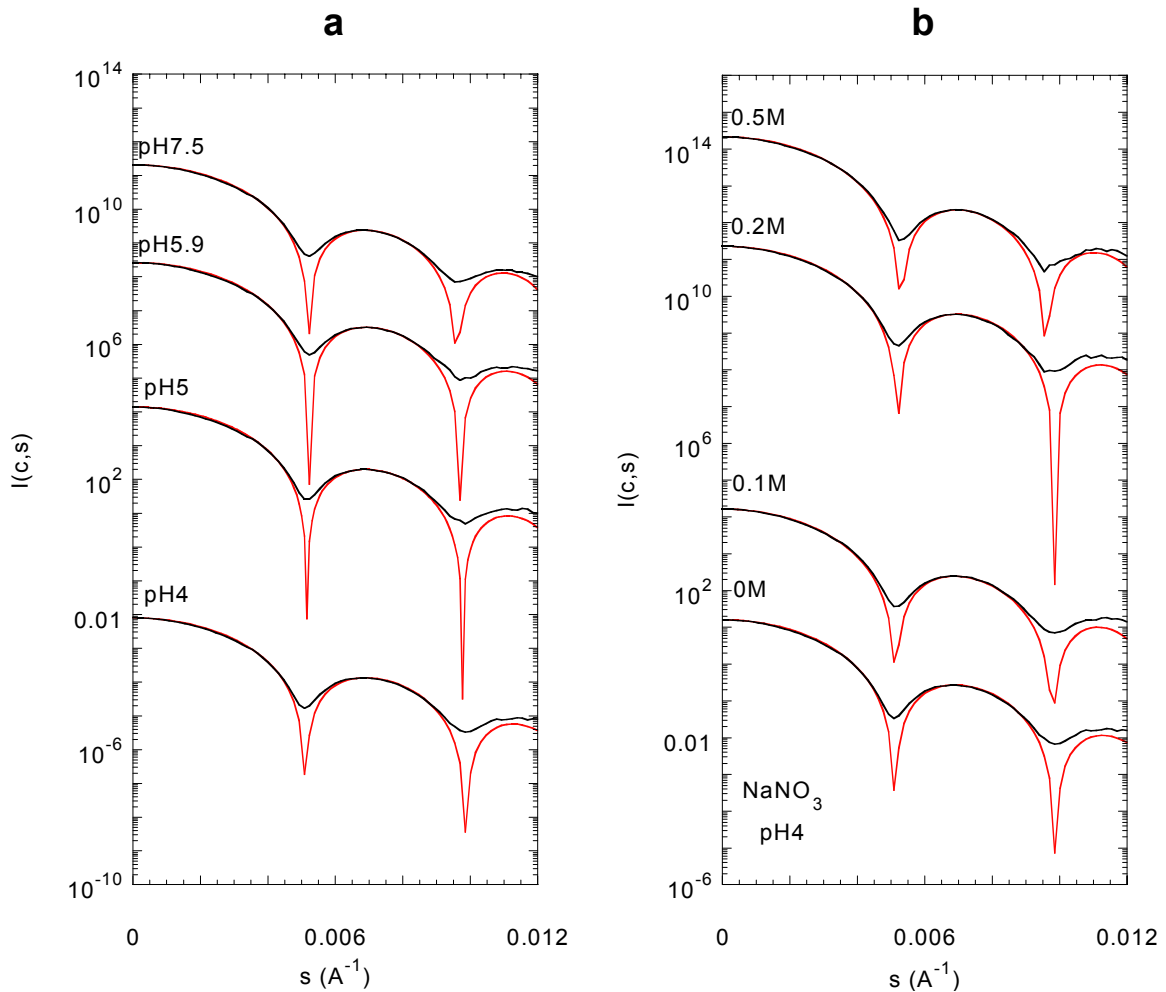 a
10^14
pH7.5
10^10
pH5.9
10^6
pH5
10^2
pH4
0.01
10^-6
10^-10
I(c,s)
0
0.006
0.012
s (A^-1)
b
0.5M
10^14
0.2M
10^10
10^6
0.1M
10^2
0M
0.01
NaNO₃
pH4
10^-6
I(c,s)
0
0.006
0.012
s (A^-1)